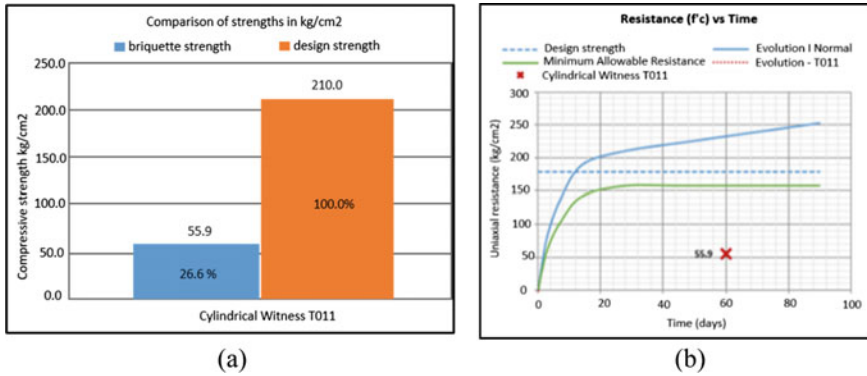 Comparison of strengths in kg/cm2
briquette strength
design strength
Compressive strength kg/cm2
250.0
200.0
150.0
100.0
50.0
0.0
210.0
55.9
100.0%
26.6 %
Cylindrical Witness T011
(a)
Resistance (f'c) vs Time
Design strength
Evolution I Normal
Minimum Allowable Resistance
Evolution - T011
Cylindrical Witness T011
Uniaxial resistance (kg/cm2)
300
250
200
150
100
50
0
55.9
0
20
40
60
80
100
Time (days)
(b)